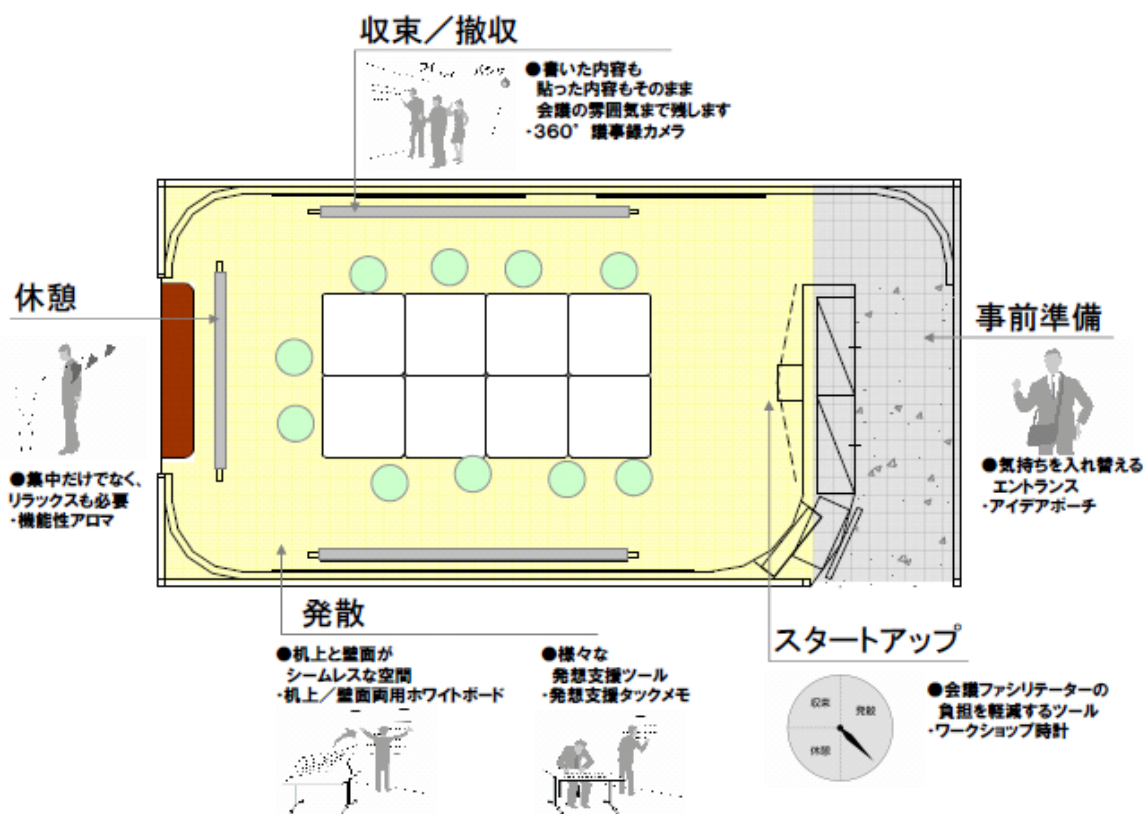 収束／撤収
●書いた内容も
貼った内容もそのまま
会議の雰囲気まで残します
・360°議事録カメラ
休憩
●集中だけでなく、
リラックスも必要
・機能性アロマ
事前準備
●気持ちを入れ替える
エントランス
・アイデアポーチ
発散
●机上と壁面が
シームレスな空間
・机上／壁面両用ホワイトボード
●様々な
発想支援ツール
・発想支援タックメモ
スタートアップ
収束
発散
休憩
●会議ファシリテーターの
負担を軽減するツール
・ワークショップ時計